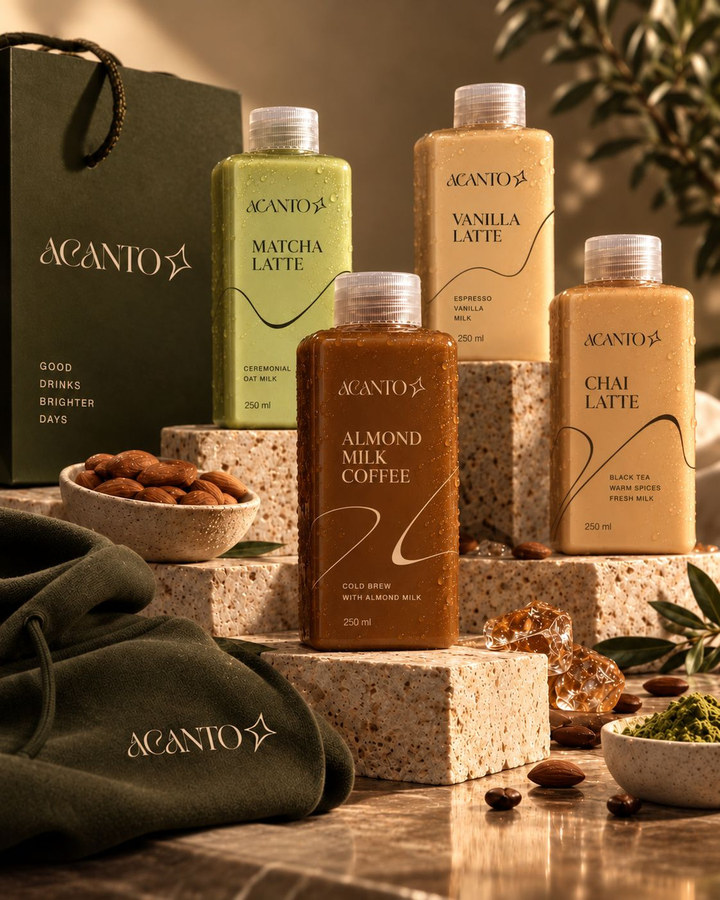 ACANTO
GOOD
DRINKS
BRIGHTER
DAYS
ACANTO
MATCHA
LATTE
CEREMONIAL
OAT MILK
250 ml
ACANTO
VANILLA
LATTE
ESPRESSO
VANILLA
MILK
250 ml
ACANTO
ALMOND
MILK
COFFEE
COLD BREW
WITH ALMOND MILK
250 ml
ACANTO
CHAI
LATTE
BLACK TEA
WARM SPICES
FRESH MILK
250 ml
ACANTO